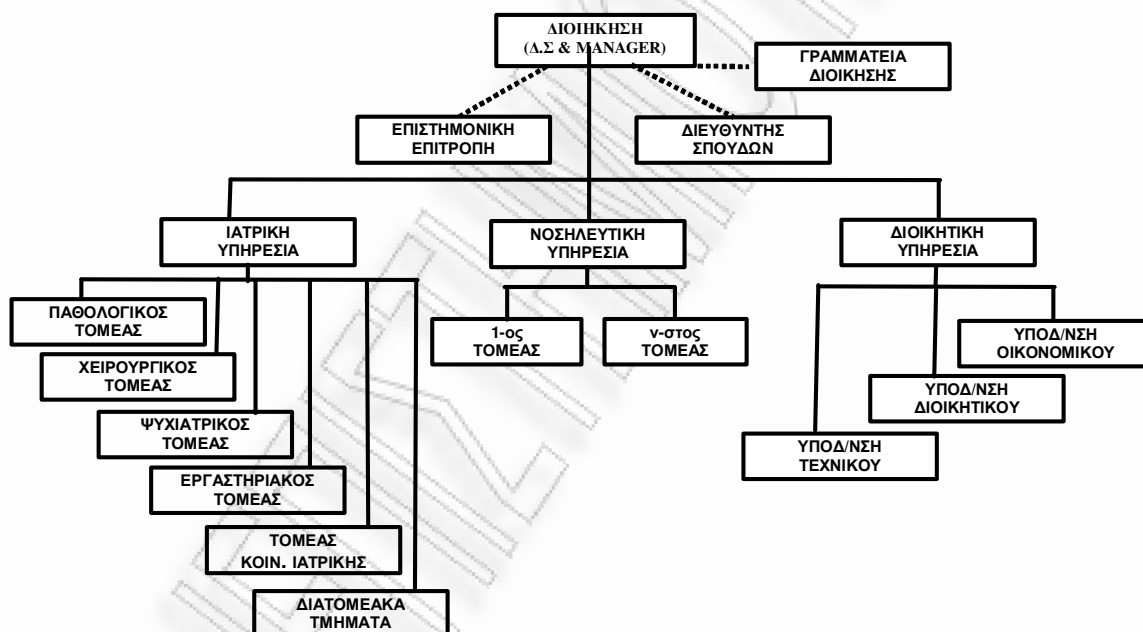 ΔΙΟΙΗΚΗΣΗ
(Δ.Σ & MANAGER)
ΓΡΑΜΜΑΤΕΙΑ
ΔΙΟΙΚΗΣΗΣ
ΕΠΙΣΤΗΜΟΝΙΚΗ
ΕΠΙΤΡΟΠΗ
ΔΙΕΥΘΥΝΤΗΣ
ΣΠΟΥΔΩΝ
ΙΑΤΡΙΚΗ
ΥΠΗΡΕΣΙΑ
ΝΟΣΗΛΕΥΤΙΚΗ
ΥΠΗΡΕΣΙΑ
ΔΙΟΙΚΗΤΙΚΗ
ΥΠΗΡΕΣΙΑ
ΠΑΘΟΛΟΓΙΚΟΣ
ΤΟΜΕΑΣ
ΧΕΙΡΟΥΡΓΙΚΟΣ
ΤΟΜΕΑΣ
ΨΥΧΙΑΤΡΙΚΟΣ
ΤΟΜΕΑΣ
ΕΡΓΑΣΤΗΡΙΑΚΟΣ
ΤΟΜΕΑΣ
ΤΟΜΕΑΣ
ΚΟΙΝ. ΙΑΤΡΙΚΗΣ
ΔΙΑΤΟΜΕΑΚΑ
ΤΜΗΜΑΤΑ
1-ος
ΤΟΜΕΑΣ
ν-στος
ΤΟΜΕΑΣ
ΥΠΟΔ/ΝΣΗ
ΟΙΚΟΝΟΜΙΚΟΥ
ΥΠΟΔ/ΝΣΗ
ΔΙΟΙΚΗΤΙΚΟΥ
ΥΠΟΔ/ΝΣΗ
ΤΕΧΝΙΚΟΥ